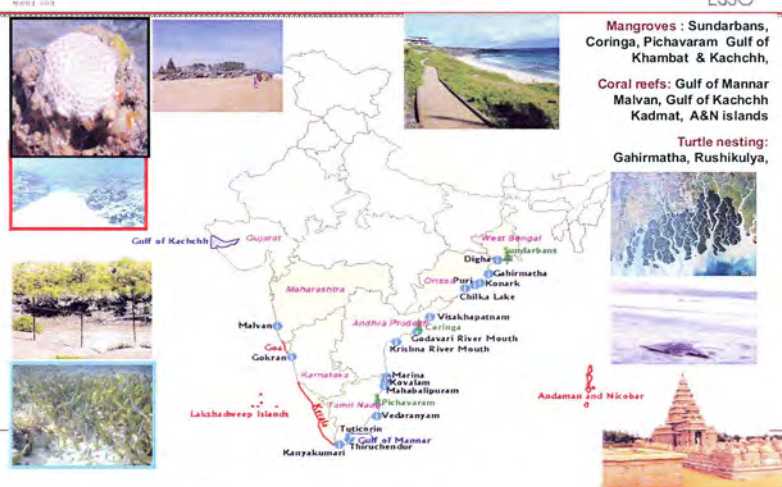 ESSO
Mangroves : Sundarbans,
Coringa, Pichavaram Gulf of
Khambat & Kachchh,
Coral reefs: Gulf of Mannar
Malvan, Gulf of Kachchh
Kadmat, A&N islands
Turtle nesting:
Gahirmatha, Rushikulya,
Gulf of Kachchh
Gujarat
West Bengal
Sundarbans
Digha
Gahirmatha
Orissa
Puri
Konark
Chilka Lake
Maharashtra
Visakhapatnam
Andhra Pradesh
Coringa
Malvan
Godavari River Mouth
Krishna River Mouth
Goa
Gokran
Karnataka
Marina
Kovalam
Mahabalipuram
Andaman and Nicobar
Lakshadweep Islands
Kerala
Tamil Nadu
Pichavaram
Vedaranyam
Tuticorin
Gulf of Mannar
Thiruchendur
Kanyakumari